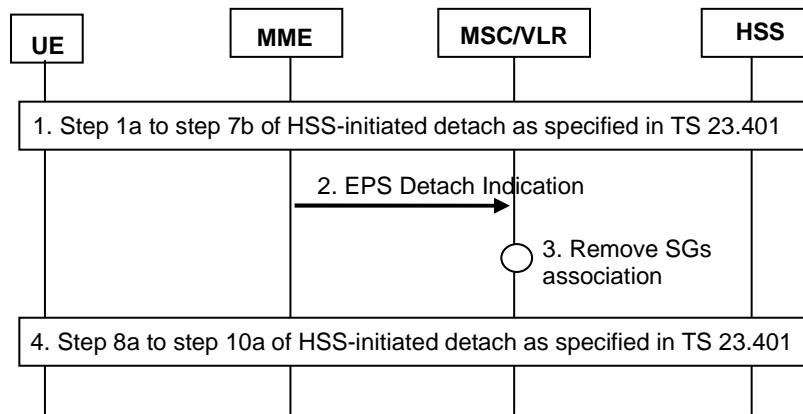 UE
MME
MSC/VLR
HSS
1. Step 1a to step 7b of HSS-initiated detach as specified in TS 23.401
2. EPS Detach Indication
3. Remove SGs
association
4. Step 8a to step 10a of HSS-initiated detach as specified in TS 23.401